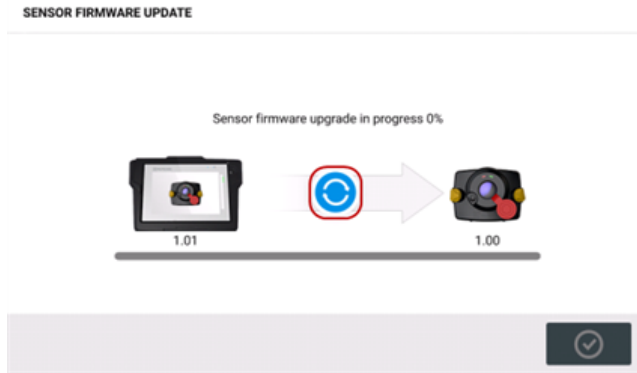 SENSOR FIRMWARE UPDATE
Sensor firmware upgrade in progress 0%
1.01 1.00